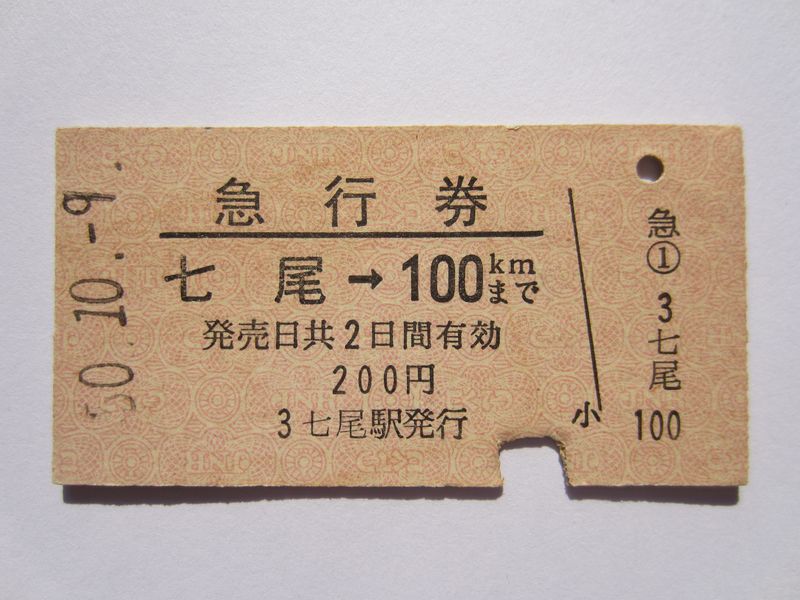 50.10.-9.
急行券
七尾→100kmまで
発売日共2日間有効
200円
3 七尾駅発行
小
急
①
3
七尾
100